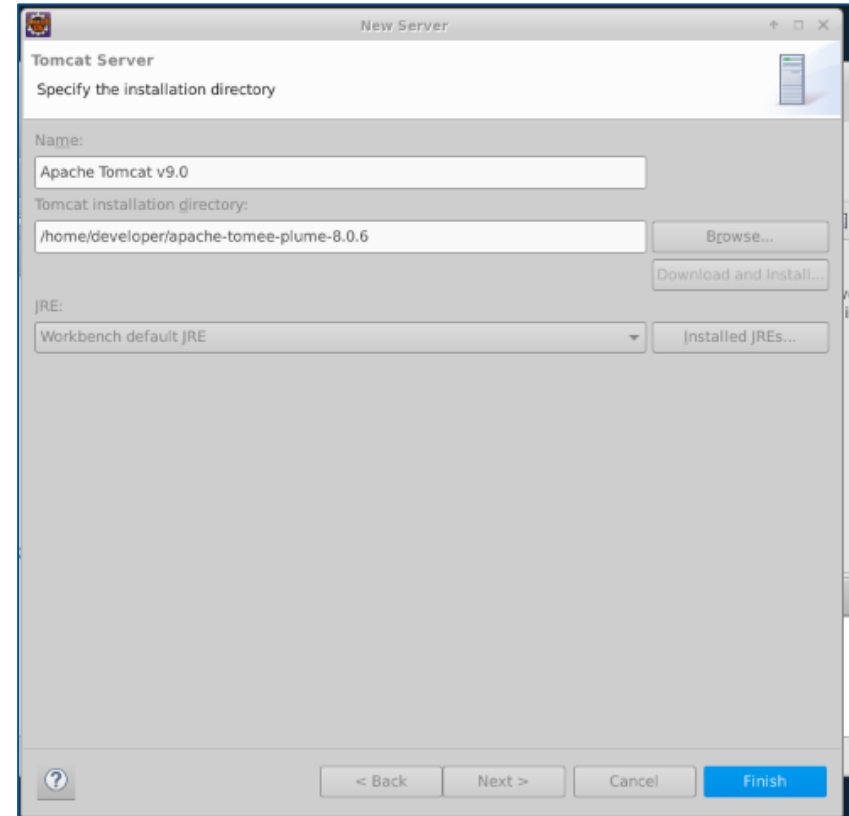 New Server
Tomcat Server
Specify the installation directory
Name:
Apache Tomcat v9.0
Tomcat installation directory:
/home/developer/apache-tomee-plume-8.0.6
Browse...
Download and Install...
JRE:
Workbench default JRE
Installed JREs...
?
< Back
Next >
Cancel
Finish